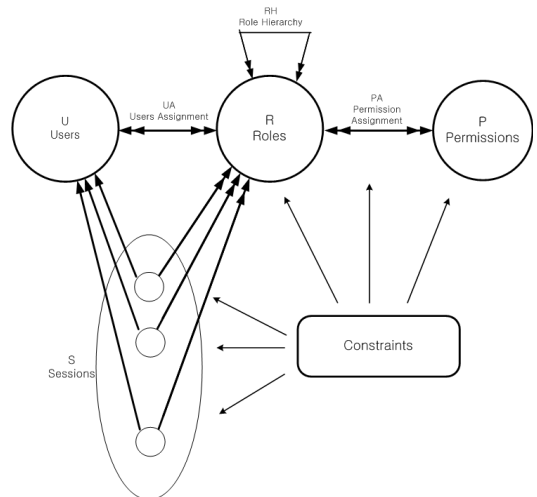 RH
Role Hierarchy
U
Users
UA
Users Assignment
R
Roles
PA
Permission
Assignment
P
Permissions
S
Sessions
Constraints